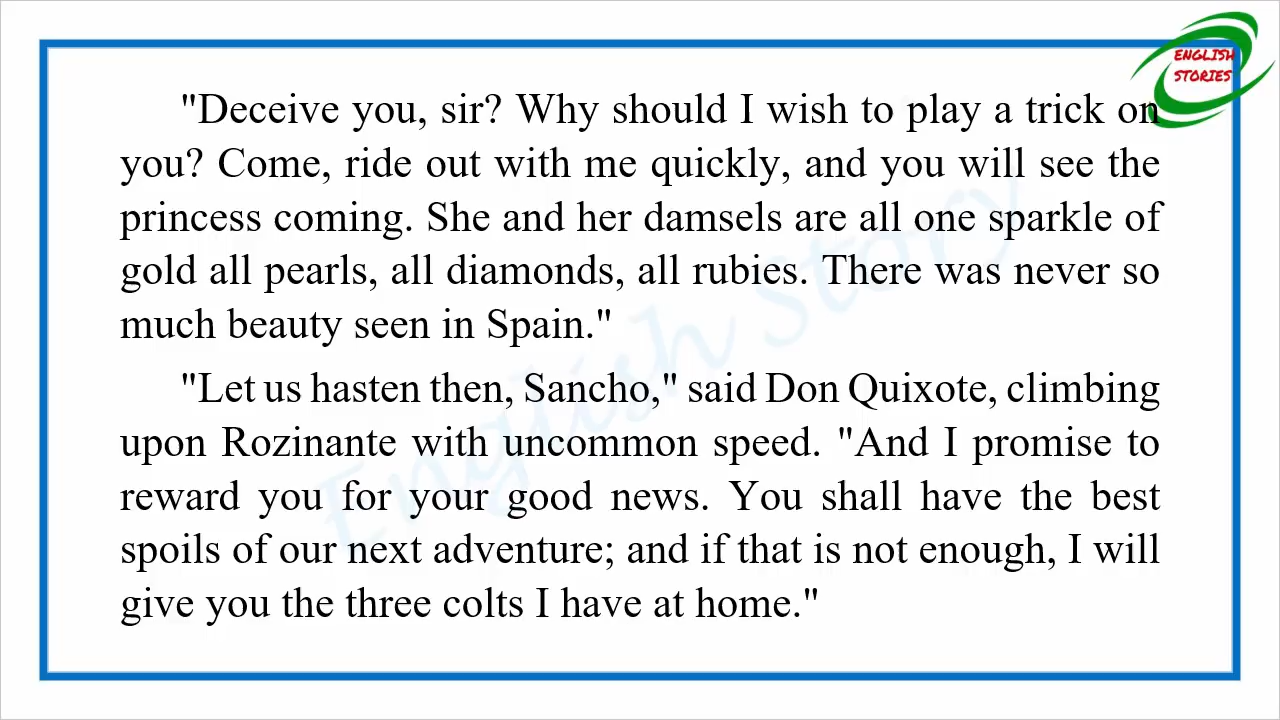 ENGLISH
STORIES
"Deceive you, sir? Why should I wish to play a trick on
you? Come, ride out with me quickly, and you will see the
princess coming. She and her damsels are all one sparkle of
gold all pearls, all diamonds, all rubies. There was never so
much beauty seen in Spain."
"Let us hasten then, Sancho," said Don Quixote, climbing
upon Rozinante with uncommon speed. "And I promise to
reward you for your good news. You shall have the best
spoils of our next adventure; and if that is not enough, I will
give you the three colts I have at home."
English Story